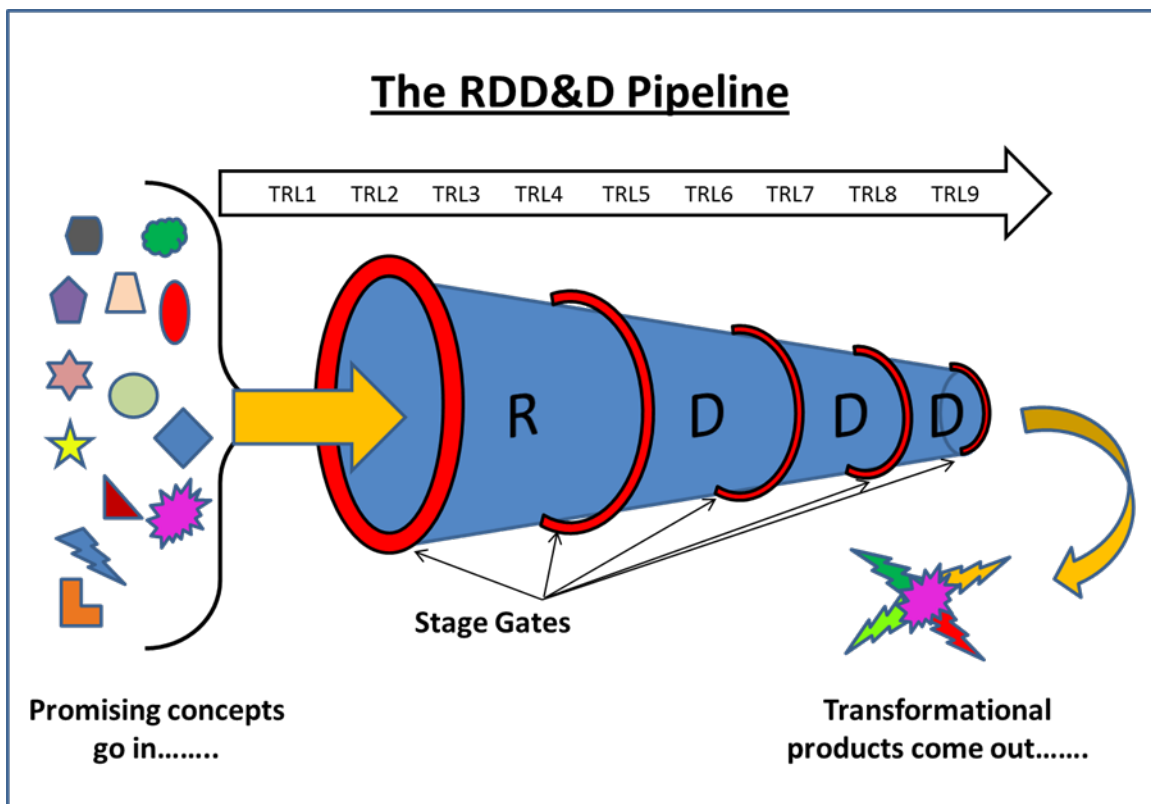 The RDD&D Pipeline
TRL1 TRL2 TRL3 TRL4 TRL5 TRL6 TRL7 TRL8 TRL9
R D D D
Stage Gates
Promising concepts
go in........
Transformational
products come out.......